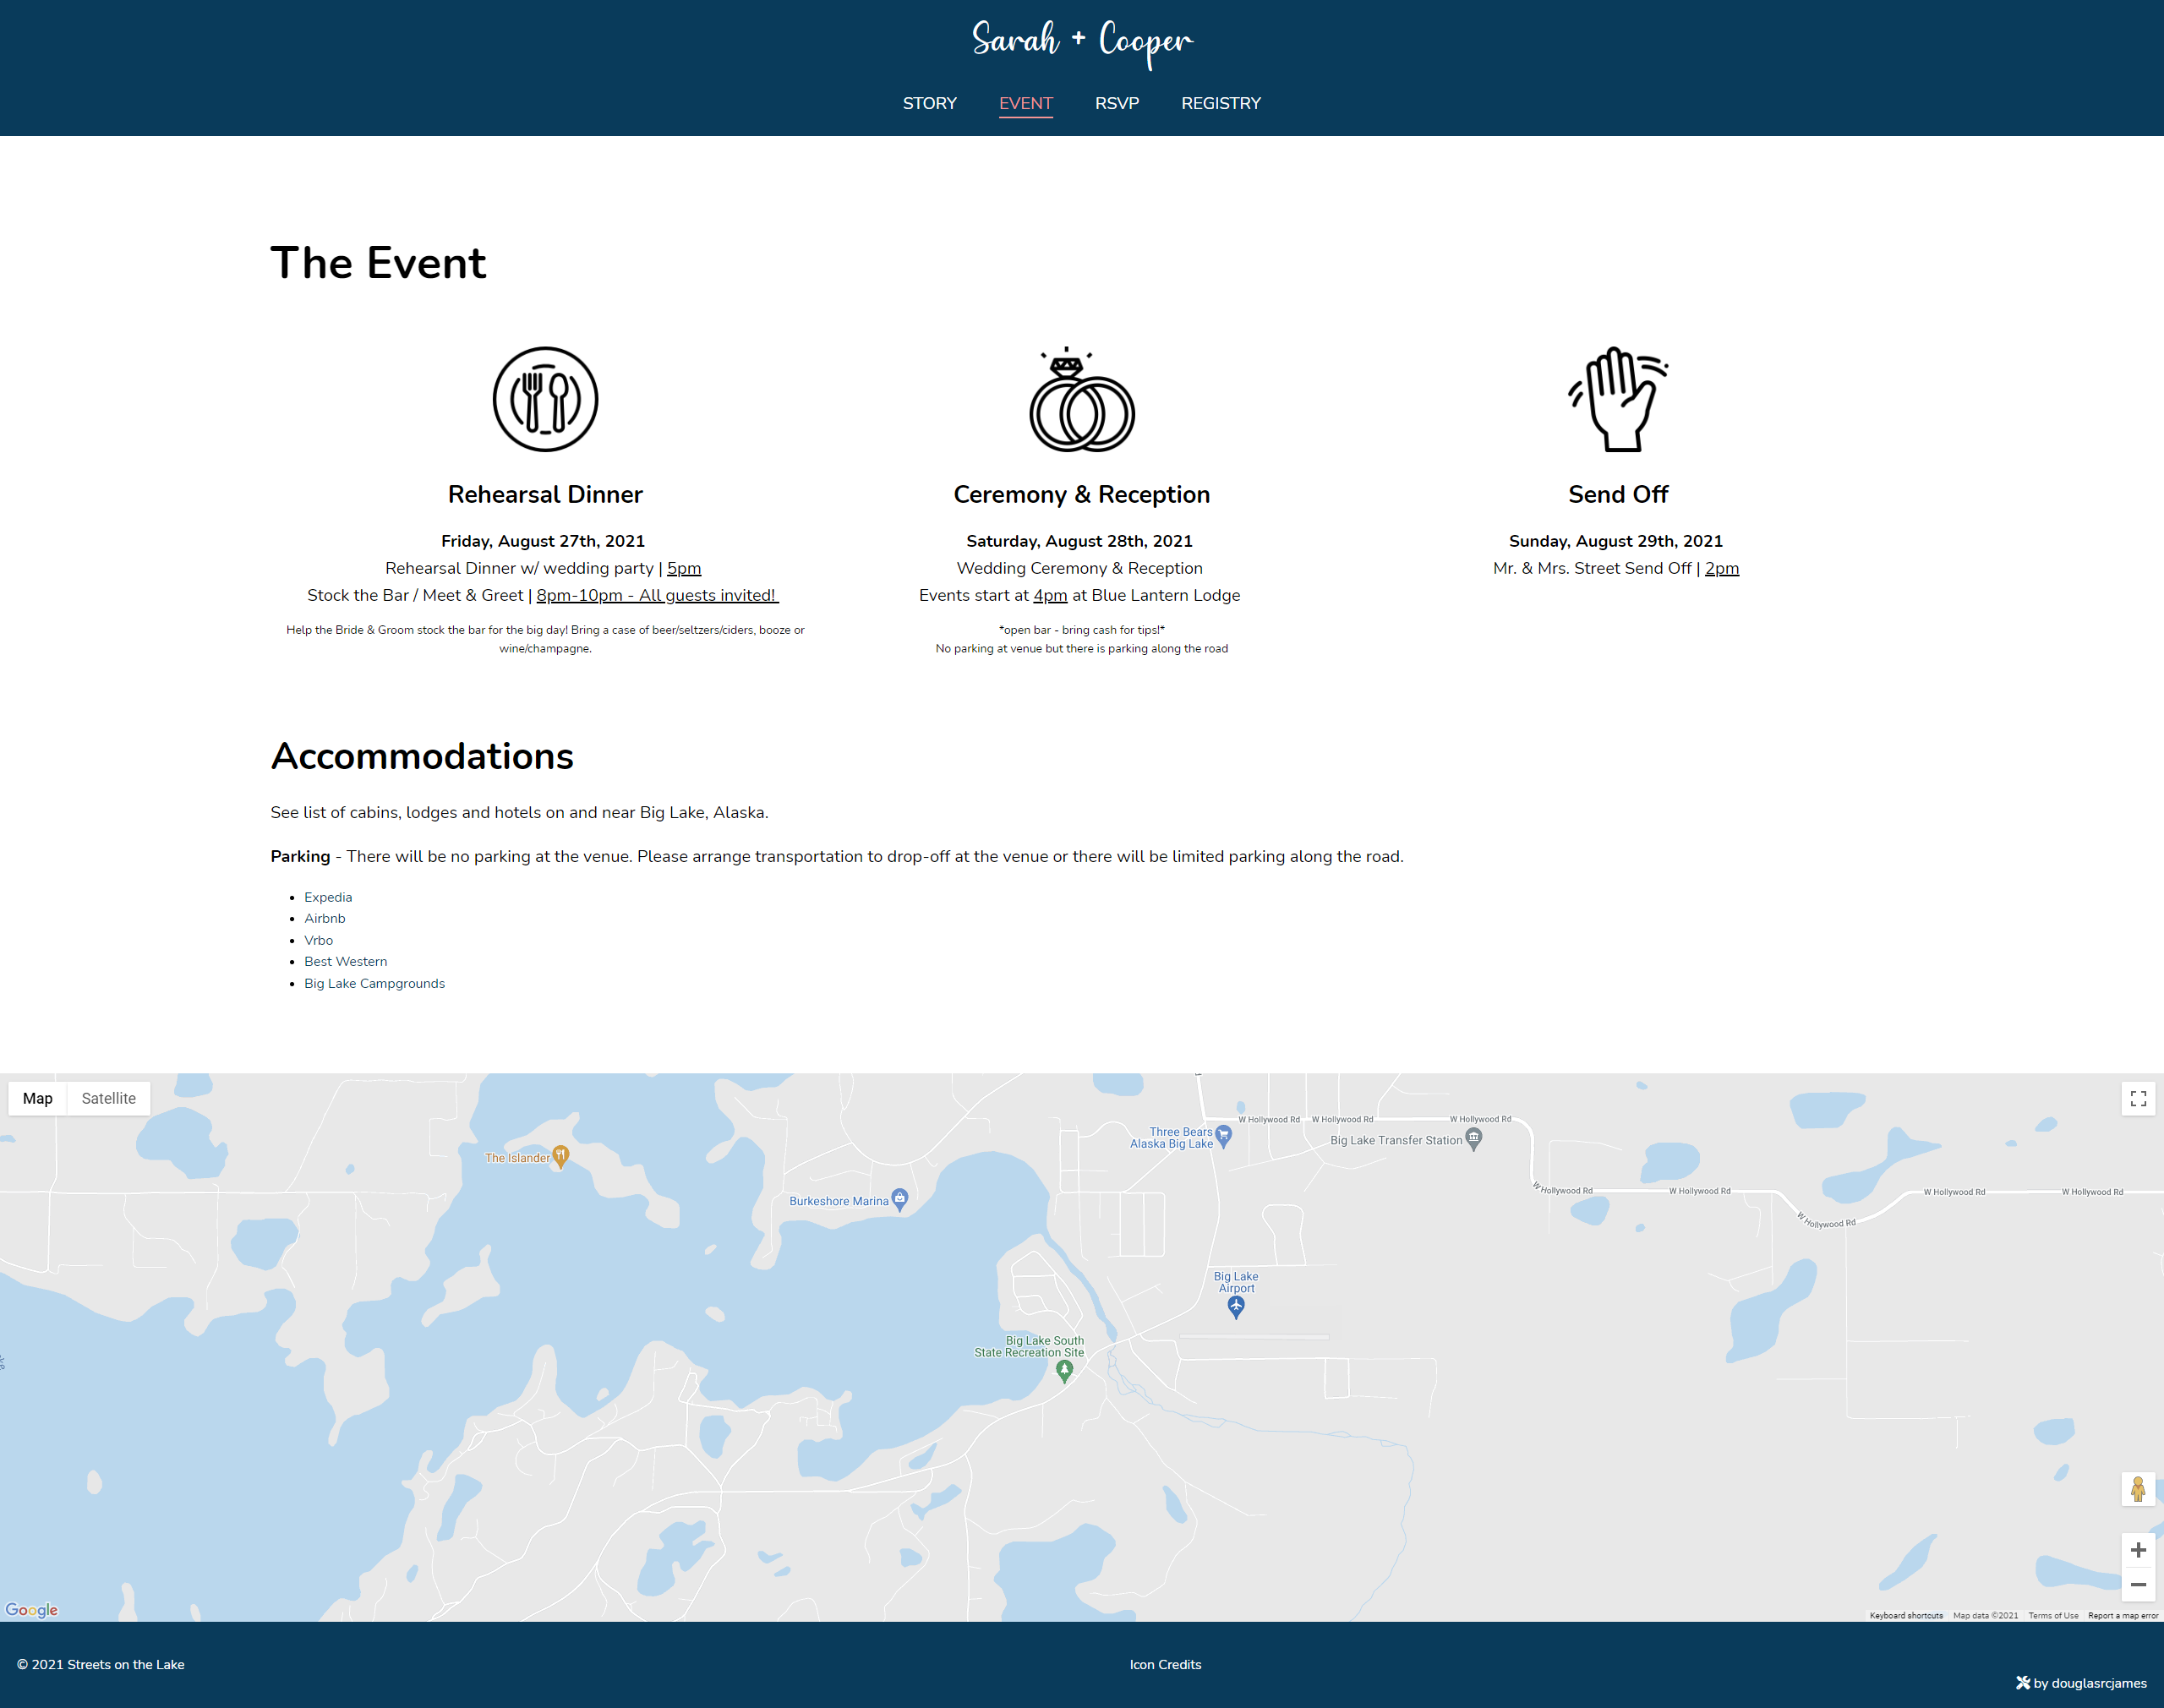 Sarah + Cooper
STORY EVENT RSVP REGISTRY
The Event
Rehearsal Dinner
Friday, August 27th, 2021
Rehearsal Dinner w/ wedding party | 5pm
Stock the Bar / Meet & Greet | 8pm-10pm - All guests invited!
Help the Bride & Groom stock the bar for the big day! Bring a case of beer/seltzers/ciders, booze or
wine/champagne.
Ceremony & Reception
Saturday, August 28th, 2021
Wedding Ceremony & Reception
Events start at 4pm at Blue Lantern Lodge
*open bar - bring cash for tips!*
No parking at venue but there is parking along the road
Send Off
Sunday, August 29th, 2021
Mr. & Mrs. Street Send Off | 2pm
Accommodations
See list of cabins, lodges and hotels on and near Big Lake, Alaska.
Parking - There will be no parking at the venue. Please arrange transportation to drop-off at the venue or there will be limited parking along the road.
Expedia
Airbnb
Vrbo
Best Western
Big Lake Campgrounds
Map Satellite
W Hollywood Rd W Hollywood Rd W Hollywood Rd
Three Bears
Alaska Big Lake
Big Lake Transfer Station
The Islander
W Hollywood Rd W Hollywood Rd W Hollywood Rd W Hollywood Rd
Burkeshore Marina
W Hollywood Rd
Big Lake
Airport
Big Lake South
State Recreation Site
Google
Keyboard shortcuts Map data ©2021 Terms of Use Report a map error
© 2021 Streets on the Lake
Icon Credits
by douglasrcjames